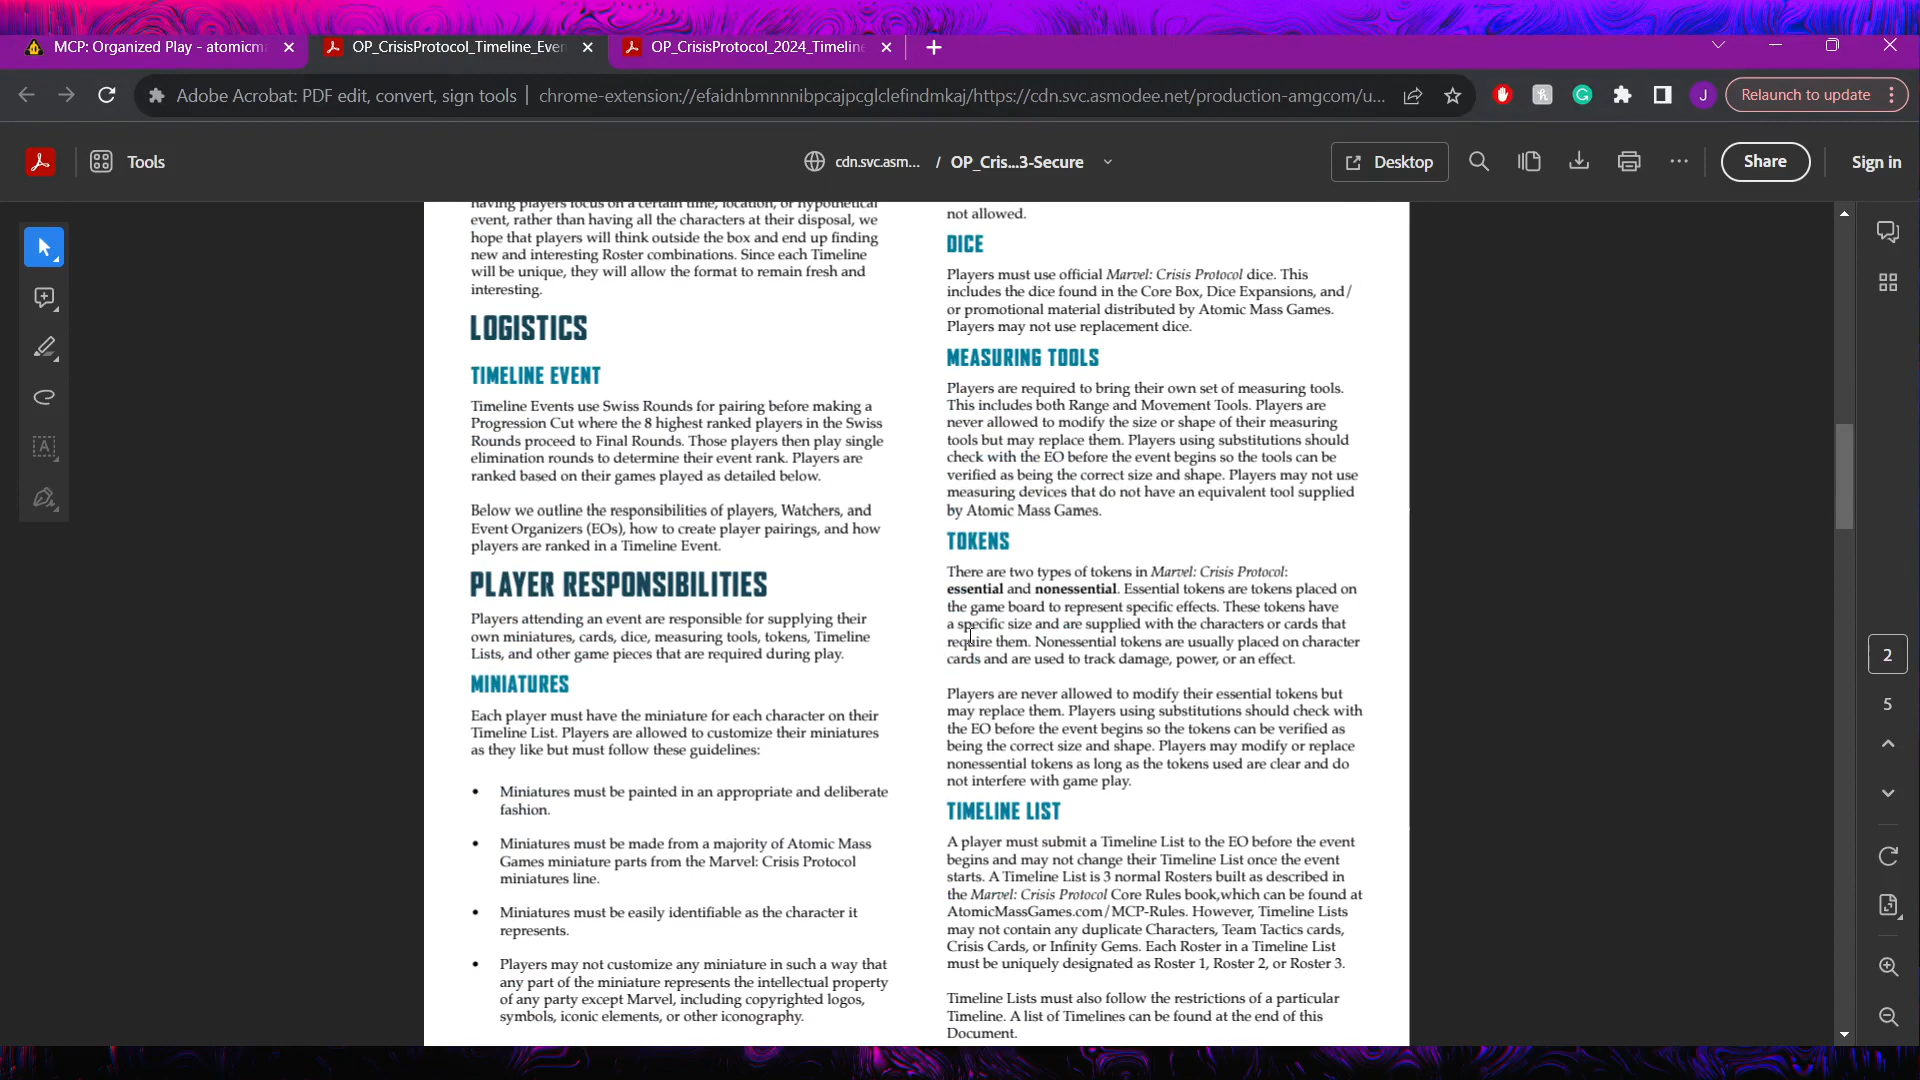 MCP: Organized Play - atomicm
OP_CrisisProtocol_Timeline_Even
OP_CrisisProtocol_2024_Timeline
Adobe Acrobat: PDF edit, convert, sign tools
chrome-extension://efaidnbmnnnibpcajpcglclefindmkaj/https://cdn.svc.asmodee.net/production-amgcom/u...
J
Relaunch to update
Tools
cdn.svc.asm... / OP_Cris...3-Secure
Desktop
Share
Sign in
having players focus on a certain time, location, or hypothetical
event, rather than having all the characters at their disposal, we
hope that players will think outside the box and end up finding
new and interesting Roster combinations. Since each Timeline
will be unique, they will allow the format to remain fresh and
interesting.
LOGISTICS
TIMELINE EVENT
Timeline Events use Swiss Rounds for pairing before making a
Progression Cut where the 8 highest ranked players in the Swiss
Rounds proceed to Final Rounds. Those players then play single
elimination rounds to determine their event rank. Players are
ranked based on their games played as detailed below.
Below we outline the responsibilities of players, Watchers, and
Event Organizers (EOs), how to create player pairings, and how
players are ranked in a Timeline Event.
PLAYER RESPONSIBILITIES
Players attending an event are responsible for supplying their
own miniatures, cards, dice, measuring tools, tokens, Timeline
Lists, and other game pieces that are required during play.
MINIATURES
Each player must have the miniature for each character on their
Timeline List. Players are allowed to customize their miniatures
as they like but must follow these guidelines:
• Miniatures must be painted in an appropriate and deliberate
fashion.
• Miniatures must be made from a majority of Atomic Mass
Games miniature parts from the Marvel: Crisis Protocol
miniatures line.
• Miniatures must be easily identifiable as the character it
represents.
• Players may not customize any miniature in such a way that
any part of the miniature represents the intellectual property
of any party except Marvel, including copyrighted logos,
symbols, iconic elements, or other iconography.
not allowed.
DICE
Players must use official Marvel: Crisis Protocol dice. This
includes the dice found in the Core Box, Dice Expansions, and/
or promotional material distributed by Atomic Mass Games.
Players may not use replacement dice.
MEASURING TOOLS
Players are required to bring their own set of measuring tools.
This includes both Range and Movement Tools. Players are
never allowed to modify the size or shape of their measuring
tools but may replace them. Players using substitutions should
check with the EO before the event begins so the tools can be
verified as being the correct size and shape. Players may not use
measuring devices that do not have an equivalent tool supplied
by Atomic Mass Games.
TOKENS
There are two types of tokens in Marvel: Crisis Protocol:
essential and nonessential. Essential tokens are tokens placed on
the game board to represent specific effects. These tokens have
a specific size and are supplied with the characters or cards that
require them. Nonessential tokens are usually placed on character
cards and are used to track damage, power, or an effect.
Players are never allowed to modify their essential tokens but
may replace them. Players using substitutions should check with
the EO before the event begins so the tokens can be verified as
being the correct size and shape. Players may modify or replace
nonessential tokens as long as the tokens used are clear and do
not interfere with game play.
TIMELINE LIST
A player must submit a Timeline List to the EO before the event
begins and may not change their Timeline List once the event
starts. A Timeline List is 3 normal Rosters built as described in
the Marvel: Crisis Protocol Core Rules book,which can be found at
AtomicMassGames.com/MCP-Rules. However, Timeline Lists
may not contain any duplicate Characters, Team Tactics cards,
Crisis Cards, or Infinity Gems. Each Roster in a Timeline List
must be uniquely designated as Roster 1, Roster 2, or Roster 3.
Timeline Lists must also follow the restrictions of a particular
Timeline. A list of Timelines can be found at the end of this
Document.
2
5